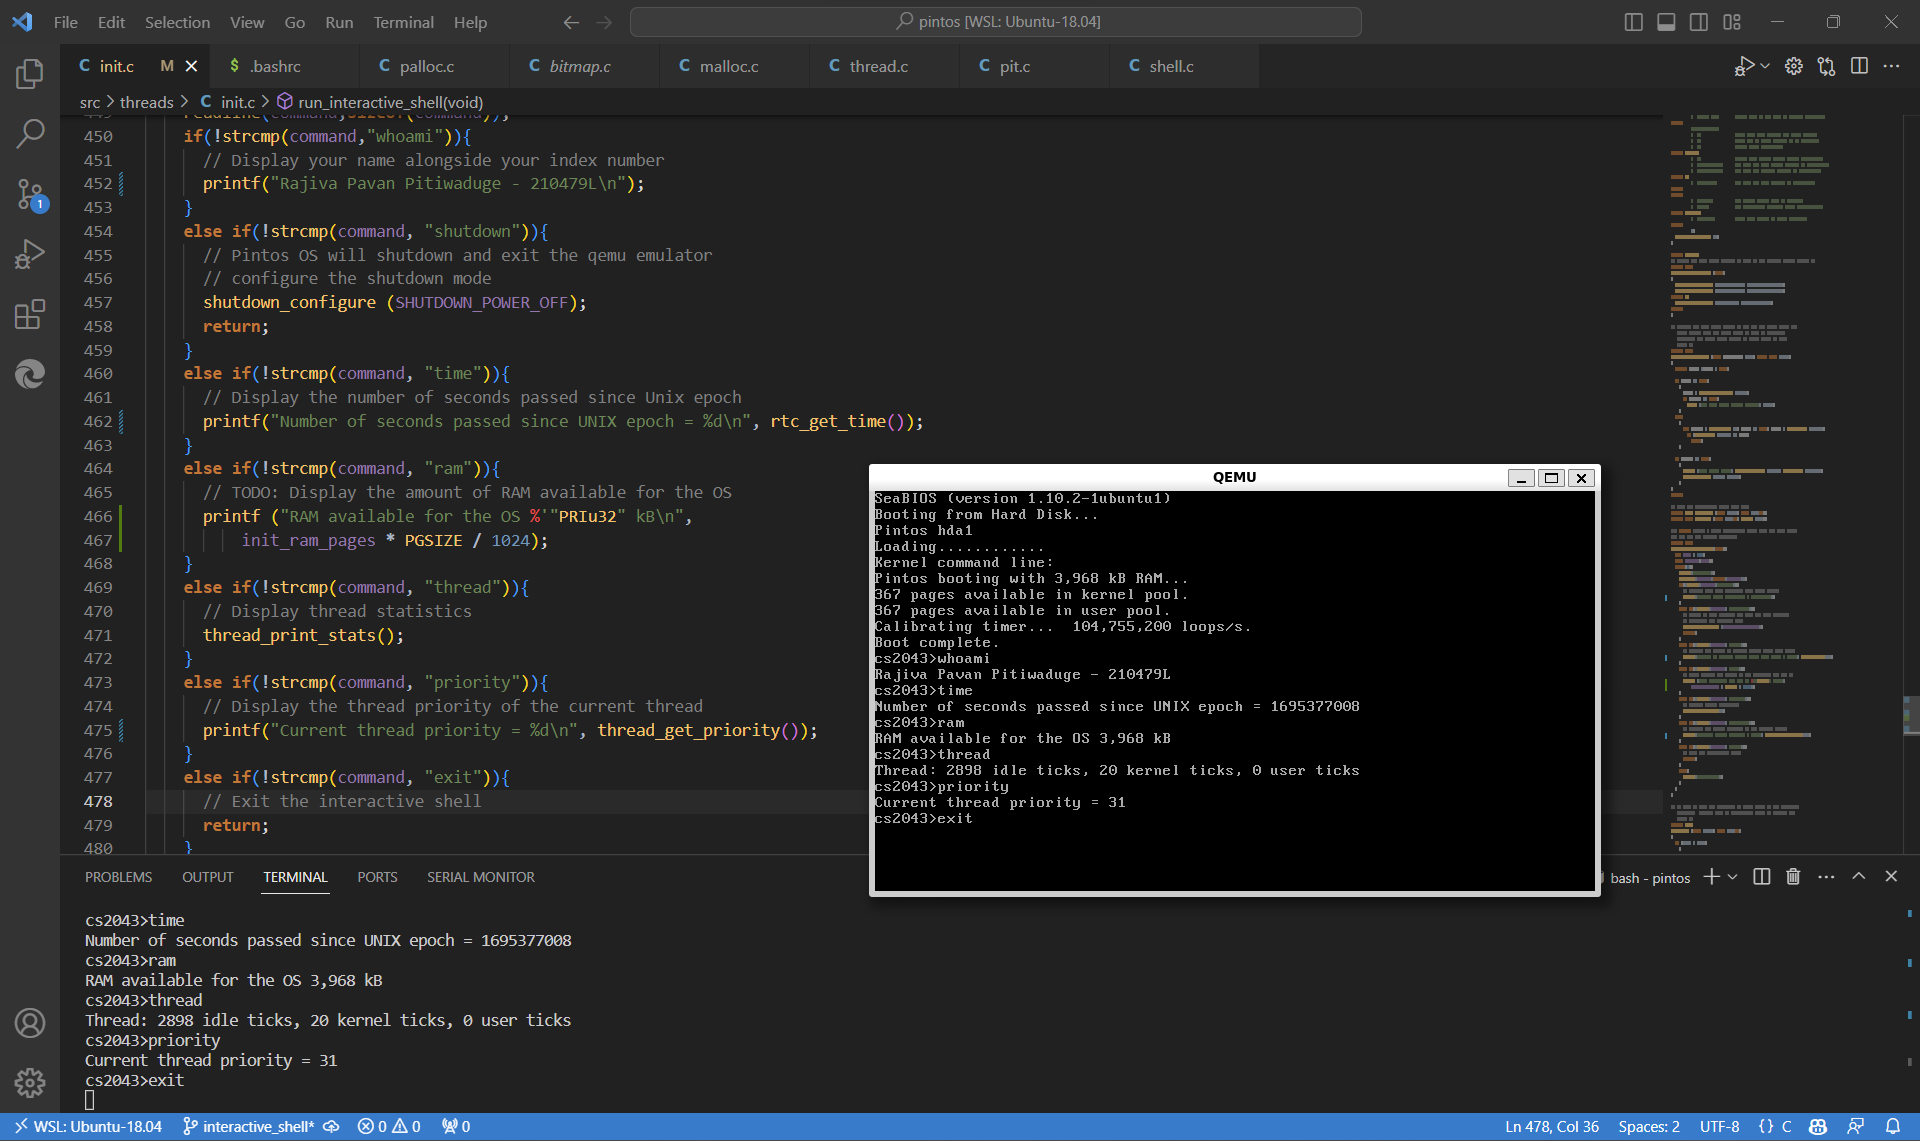 File Edit Selection View Go Run Terminal Help
pintos [WSL: Ubuntu-18.04]
C init.c M
$ .bashrc
C palloc.c
C bitmap.c
C malloc.c
C thread.c
C pit.c
C shell.c
src > threads > C init.c > run_interactive_shell(void)
450 if(!strcmp(command,"whoami")){
451 // Display your name alongside your index number
452 printf("Rajiva Pavan Pitiwaduge - 210479L\n");
453 }
454 else if(!strcmp(command, "shutdown")){
455 // Pintos OS will shutdown and exit the qemu emulator
456 // configure the shutdown mode
457 shutdown_configure (SHUTDOWN_POWER_OFF);
458 return;
459 }
460 else if(!strcmp(command, "time")){
461 // Display the number of seconds passed since Unix epoch
462 printf("Number of seconds passed since UNIX epoch = %d\n", rtc_get_time());
463 }
464 else if(!strcmp(command, "ram")){
465 // TODO: Display the amount of RAM available for the OS
466 printf ("RAM available for the OS %'"PRIu32" kB\n",
467 init_ram_pages * PGSIZE / 1024);
468 }
469 else if(!strcmp(command, "thread")){
470 // Display thread statistics
471 thread_print_stats();
472 }
473 else if(!strcmp(command, "priority")){
474 // Display the thread priority of the current thread
475 printf("Current thread priority = %d\n", thread_get_priority());
476 }
477 else if(!strcmp(command, "exit")){
478 // Exit the interactive shell
479 return;
480 }
QEMU
SeaBIOS (version 1.10.2-1ubuntu1)
Booting from Hard Disk...
Pintos hda1
Loading............
Kernel command line:
Pintos booting with 3,968 kB RAM...
367 pages available in kernel pool.
367 pages available in user pool.
Calibrating timer... 104,755,200 loops/s.
Boot complete.
cs2043>whoami
Rajiva Pavan Pitiwaduge - 210479L
cs2043>time
Number of seconds passed since UNIX epoch = 1695377008
cs2043>ram
RAM available for the OS 3,968 kB
cs2043>thread
Thread: 2898 idle ticks, 20 kernel ticks, 0 user ticks
cs2043>priority
Current thread priority = 31
cs2043>exit
PROBLEMS OUTPUT TERMINAL PORTS SERIAL MONITOR
bash - pintos
cs2043>time
Number of seconds passed since UNIX epoch = 1695377008
cs2043>ram
RAM available for the OS 3,968 kB
cs2043>thread
Thread: 2898 idle ticks, 20 kernel ticks, 0 user ticks
cs2043>priority
Current thread priority = 31
cs2043>exit
1
WSL: Ubuntu-18.04 interactive_shell* 0 0 0
Ln 478, Col 36 Spaces: 2 UTF-8 {} C